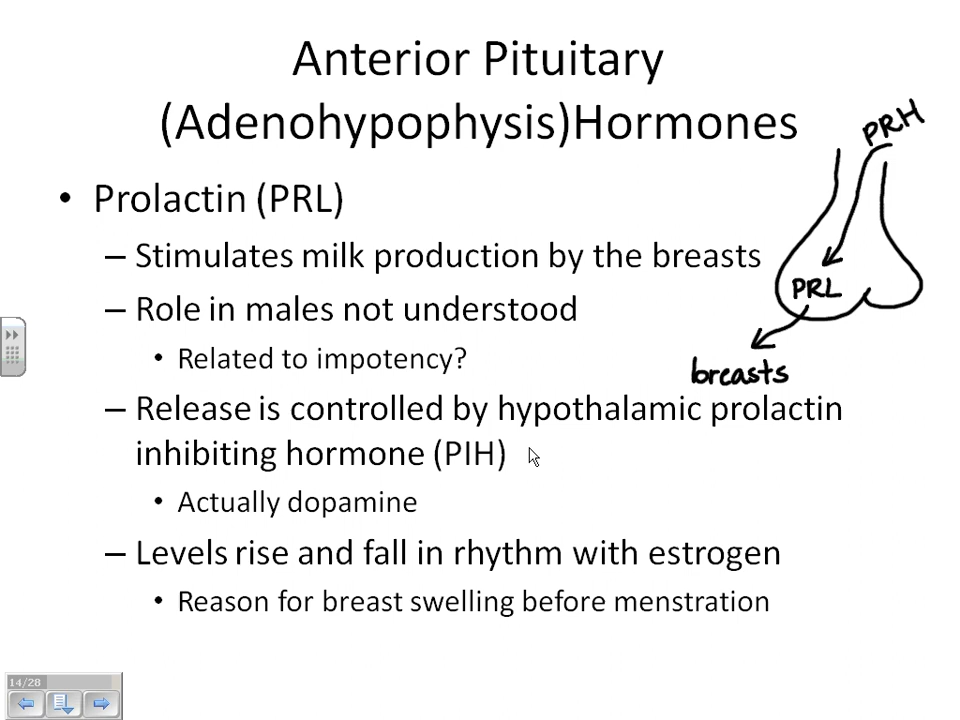 Anterior Pituitary
(Adenohypophysis)Hormones
PRH
• Prolactin (PRL)
– Stimulates milk production by the breasts
PRL
– Role in males not understood
• Related to impotency?
breasts
– Release is controlled by hypothalamic prolactin
inhibiting hormone (PIH)
• Actually dopamine
– Levels rise and fall in rhythm with estrogen
• Reason for breast swelling before menstration
14/28